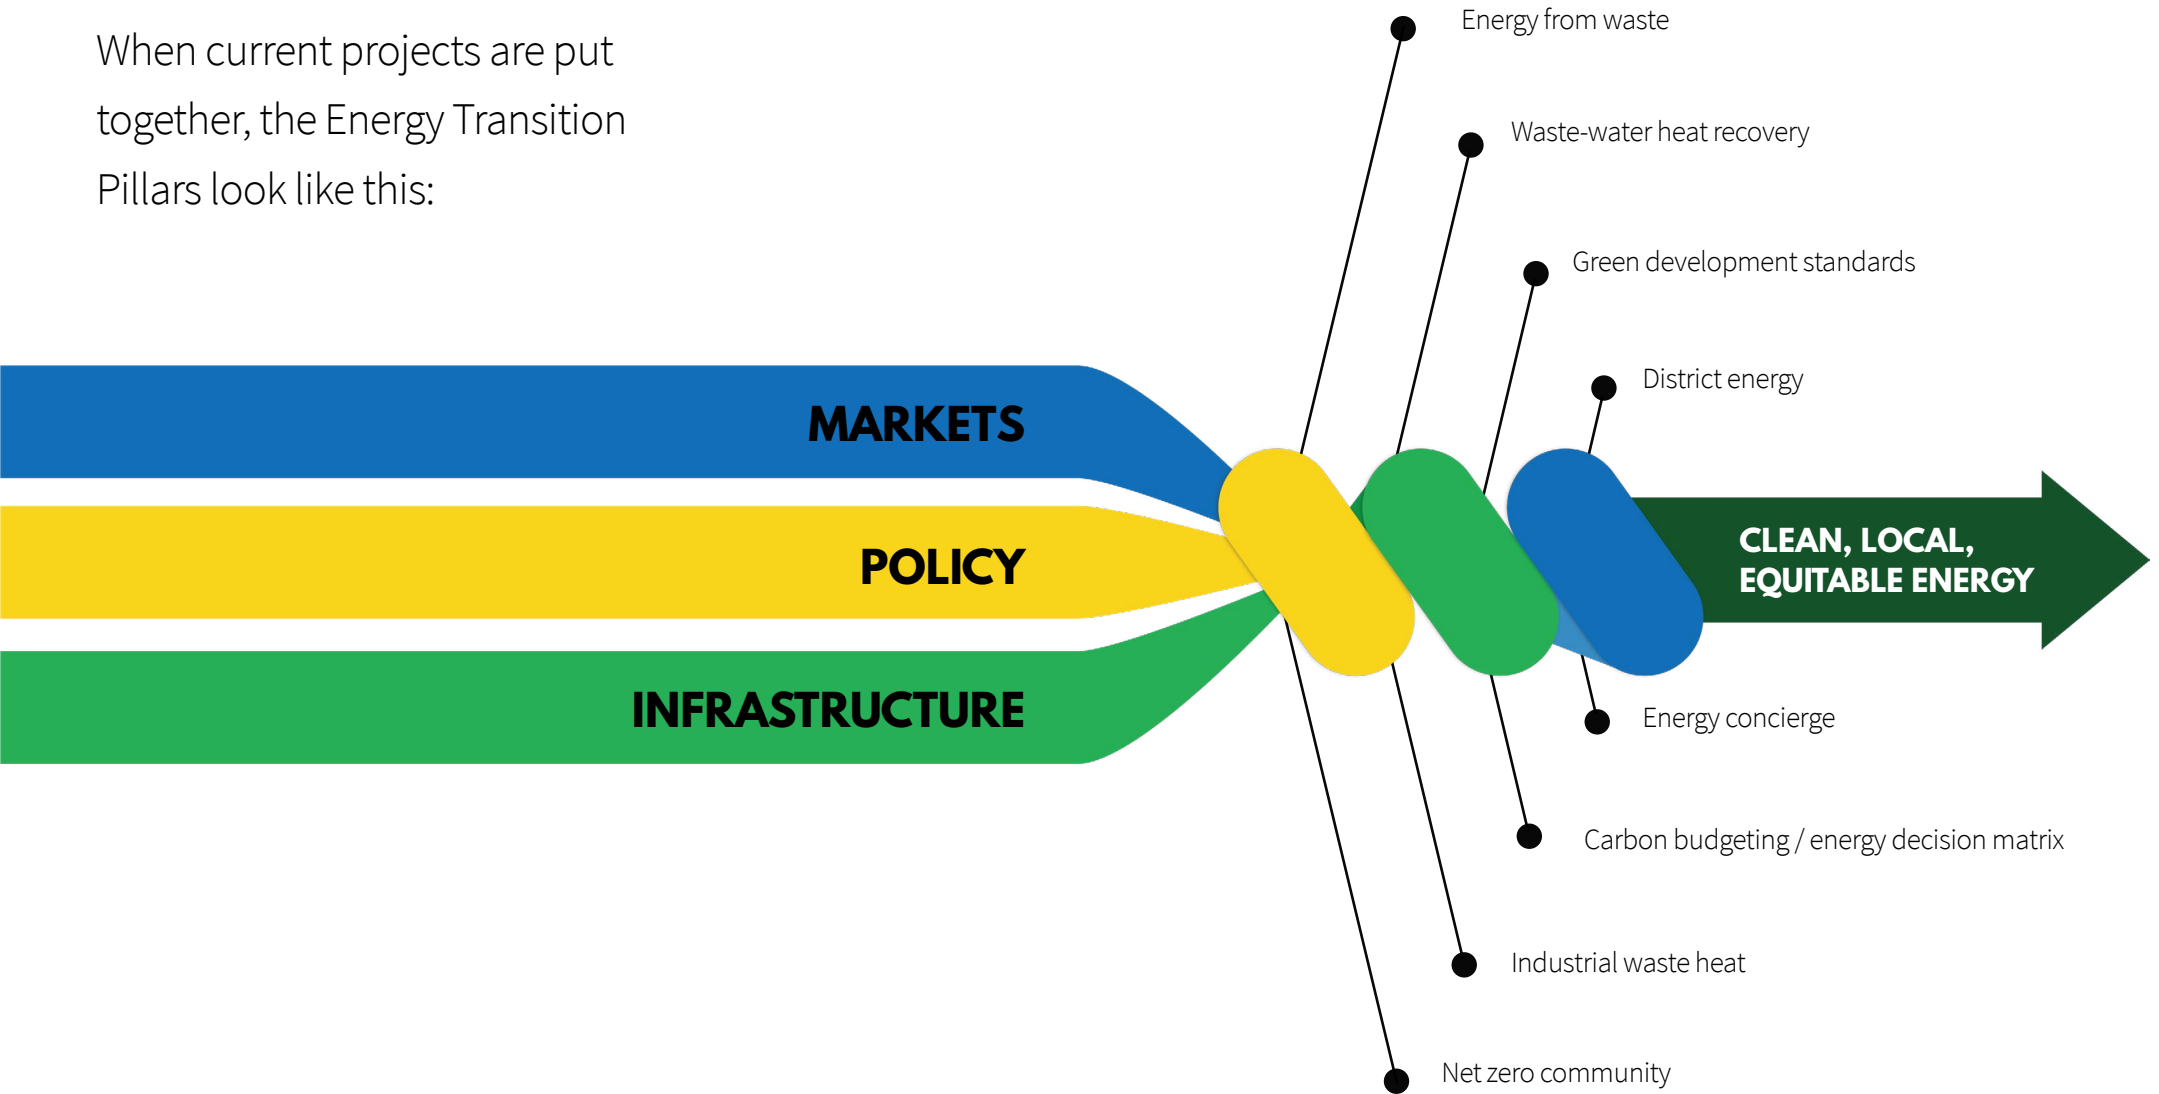 When current projects are put
together, the Energy Transition
Pillars look like this:
Energy from waste
Waste-water heat recovery
Green development standards
District energy
MARKETS
POLICY
INFRASTRUCTURE
CLEAN, LOCAL,
EQUITABLE ENERGY
Energy concierge
Carbon budgeting / energy decision matrix
Industrial waste heat
Net zero community